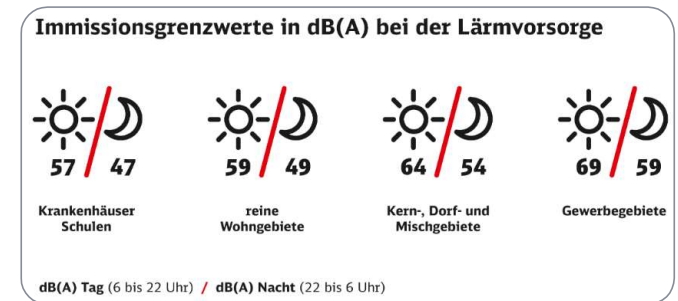 Immissionsgrenzwerte in dB(A) bei der Lärmvorsorge
57 / 47
59 / 49
64 / 54
69 / 59
Krankenhäuser
Schulen
reine
Wohngebiete
Kern-, Dorf- und
Mischgebiete
Gewerbegebiete
dB(A) Tag (6 bis 22 Uhr) / dB(A) Nacht (22 bis 6 Uhr)